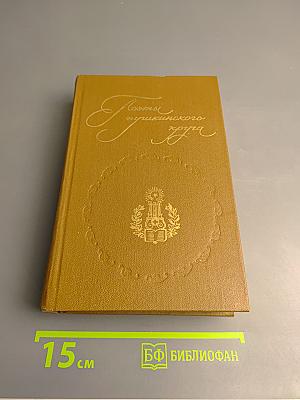 Поэты
пушкинского
круга
15 см
БФ БИБЛИОФАН